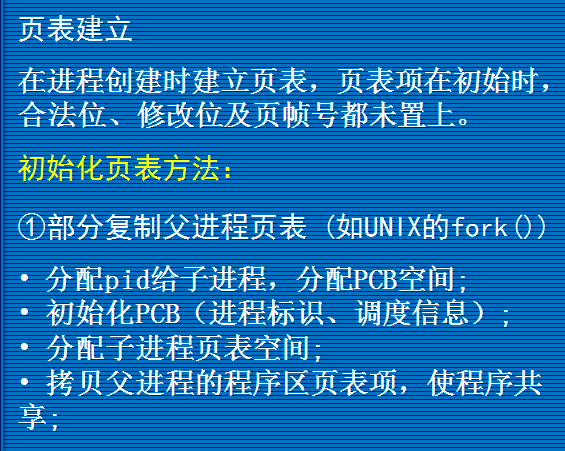 页表建立
在进程创建时建立页表，页表项在初始时，
合法位、修改位及页帧号都未置上。
初始化页表方法：
①部分复制父进程页表（如UNIX的fork()）
• 分配pid给子进程，分配PCB空间;
• 初始化PCB（进程标识、调度信息）;
• 分配子进程页表空间;
• 拷贝父进程的程序区页表项，使程序共
享;